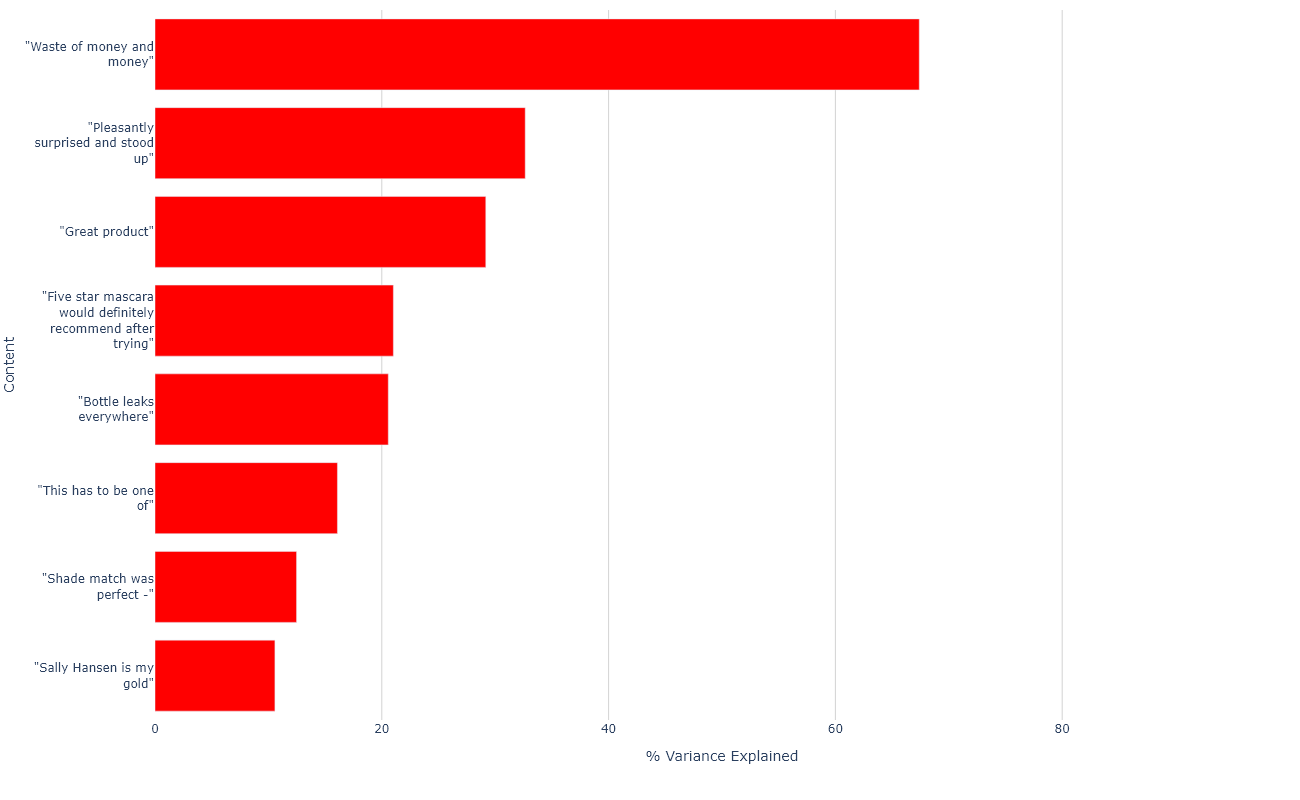 "Waste of money and
money"
"Pleasantly
surprised and stood
up"
"Great product"
"Five star mascara
would definitely
recommend after
trying"
"Bottle leaks
everywhere"
"This has to be one
of"
"Shade match was
perfect -"
"Sally Hansen is my
gold"
Content
0 20 40 60 80
% Variance Explained